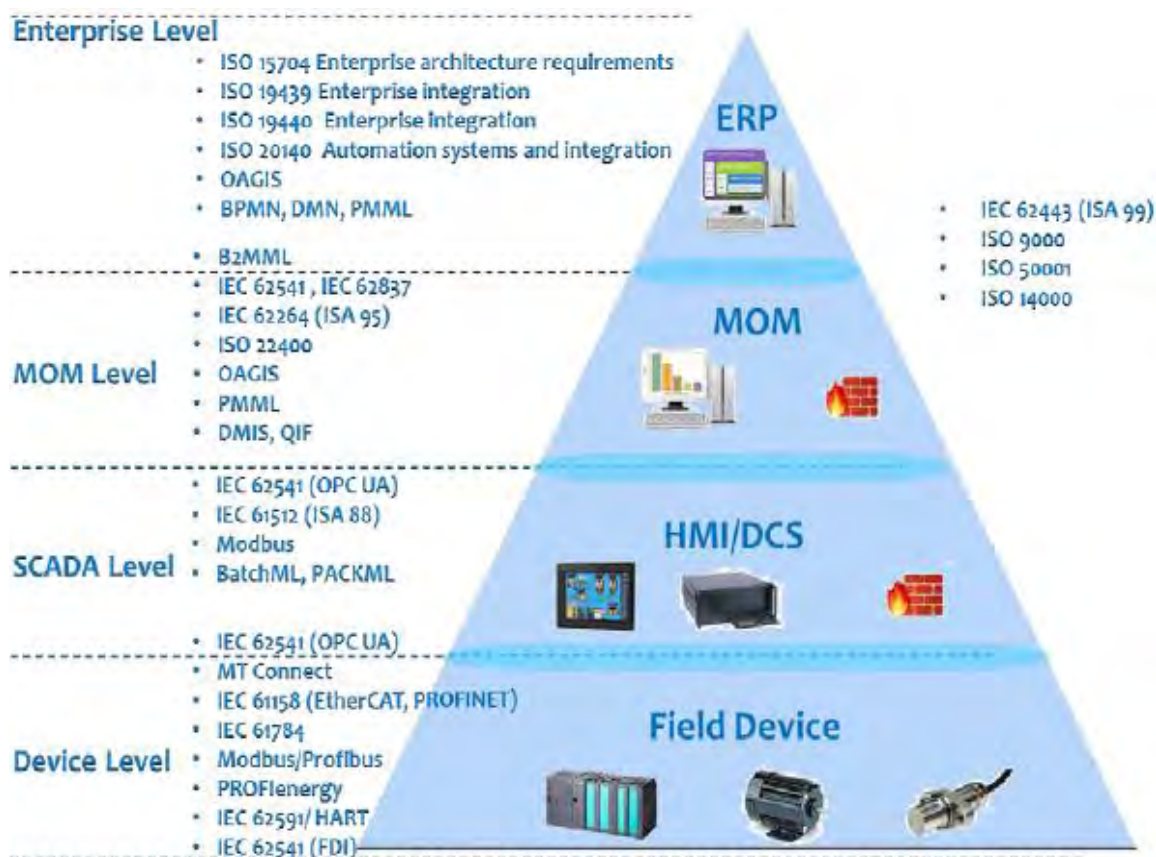 Enterprise Level
• ISO 15704 Enterprise architecture requirements
• ISO 19439 Enterprise integration
• ISO 19440 Enterprise integration
• ISO 20140 Automation systems and integration
• OAGIS
• BPMN, DMN, PMML
• B2MML
ERP
• IEC 62443 (ISA 99)
• ISO 9000
• ISO 50001
• ISO 14000
MOM Level
• IEC 62541 , IEC 62837
• IEC 62264 (ISA 95)
• ISO 22400
• OAGIS
• PMML
• DMIS, QIF
MOM
SCADA Level
• IEC 62541 (OPC UA)
• IEC 61512 (ISA 88)
• Modbus
• BatchML, PACKML
• IEC 62541 (OPC UA)
HMI/DCS
Device Level
• MT Connect
• IEC 61158 (EtherCAT, PROFINET)
• IEC 61784
• Modbus/Profibus
• PROFIenergy
• IEC 62591/ HART
• IEC 62541 (FDI)
Field Device